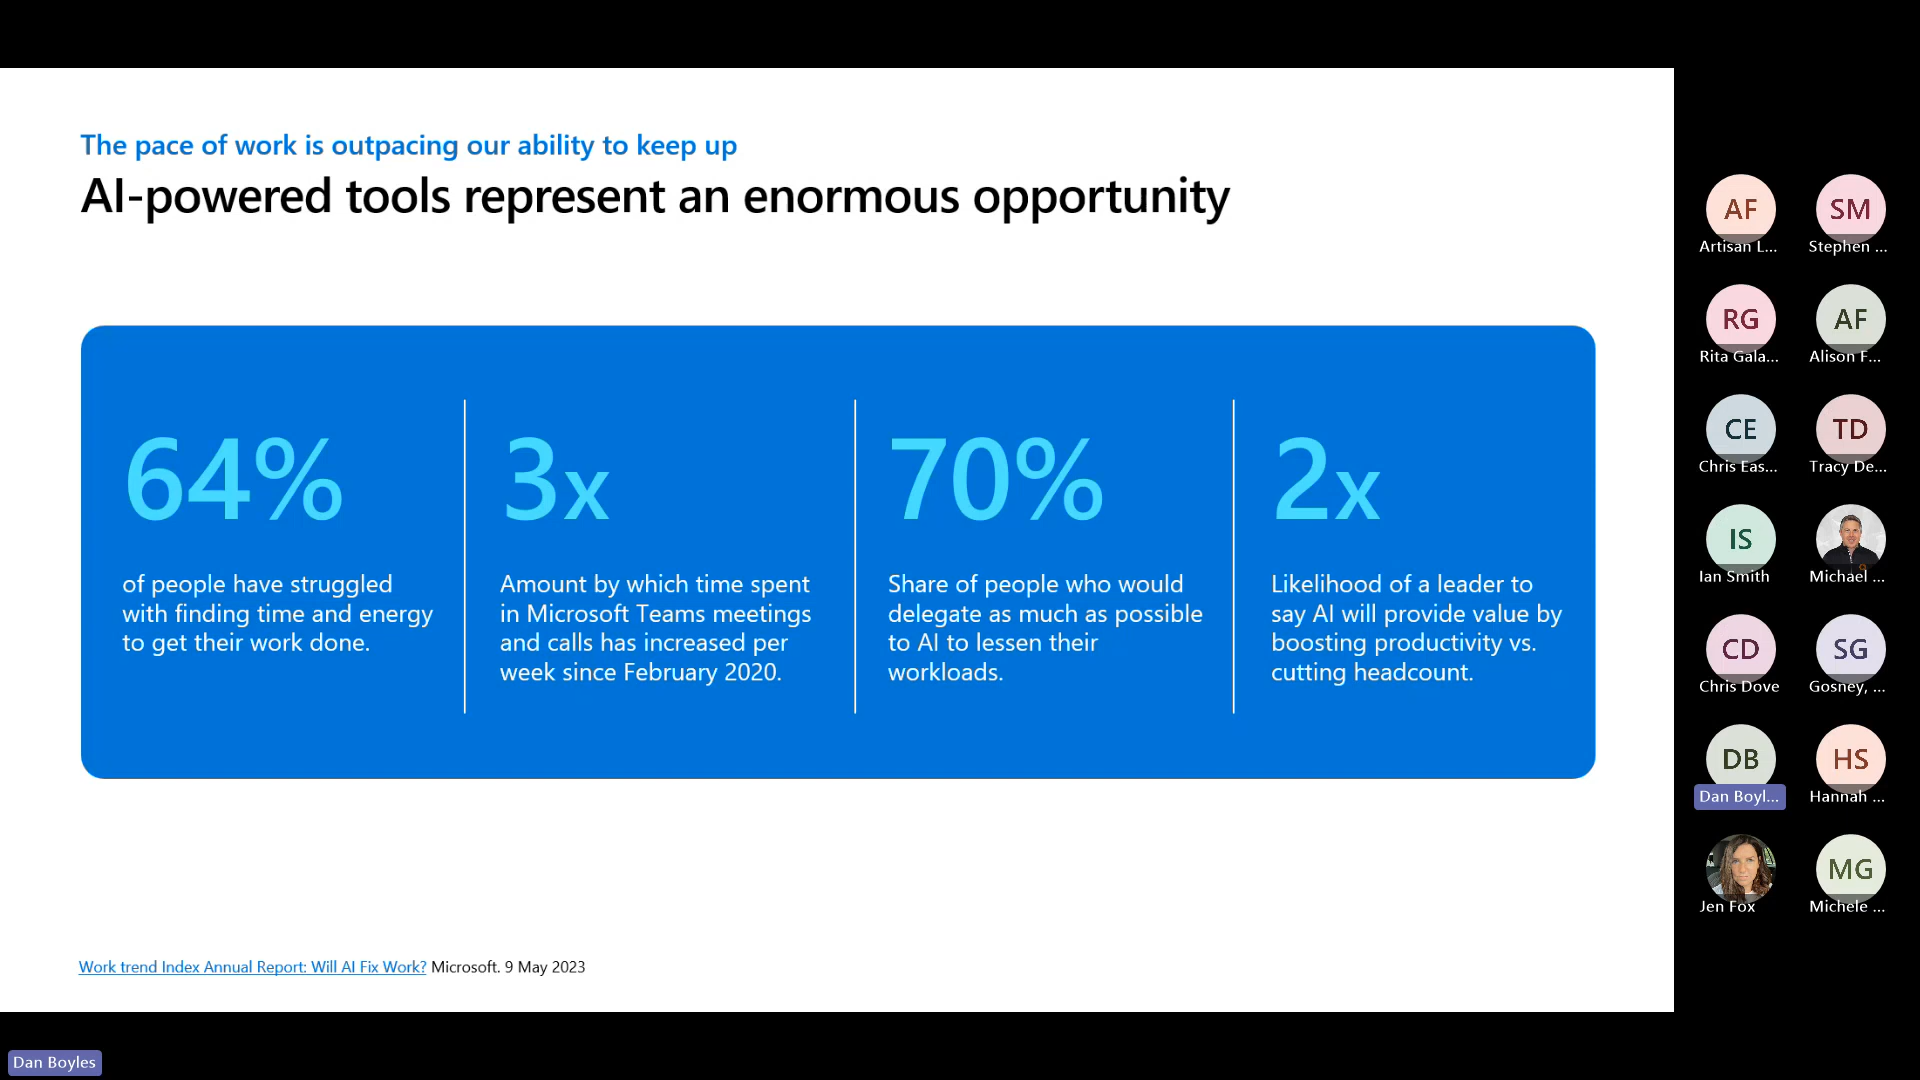 The pace of work is outpacing our ability to keep up
AI-powered tools represent an enormous opportunity
64%
of people have struggled
with finding time and energy
to get their work done.
3x
Amount by which time spent
in Microsoft Teams meetings
and calls has increased per
week since February 2020.
70%
Share of people who would
delegate as much as possible
to AI to lessen their
workloads.
2x
Likelihood of a leader to
say AI will provide value by
boosting productivity vs.
cutting headcount.
Work trend Index Annual Report: Will AI Fix Work? Microsoft. 9 May 2023
AF
Artisan L...
SM
Stephen ...
RG
Rita Gala...
AF
Alison F...
CE
Chris Eas...
TD
Tracy De...
IS
Ian Smith
Michael ...
CD
Chris Dove
SG
Gosney, ...
DB
Dan Boyl...
HS
Hannah ...
Jen Fox
MG
Michele ...
Dan Boyles